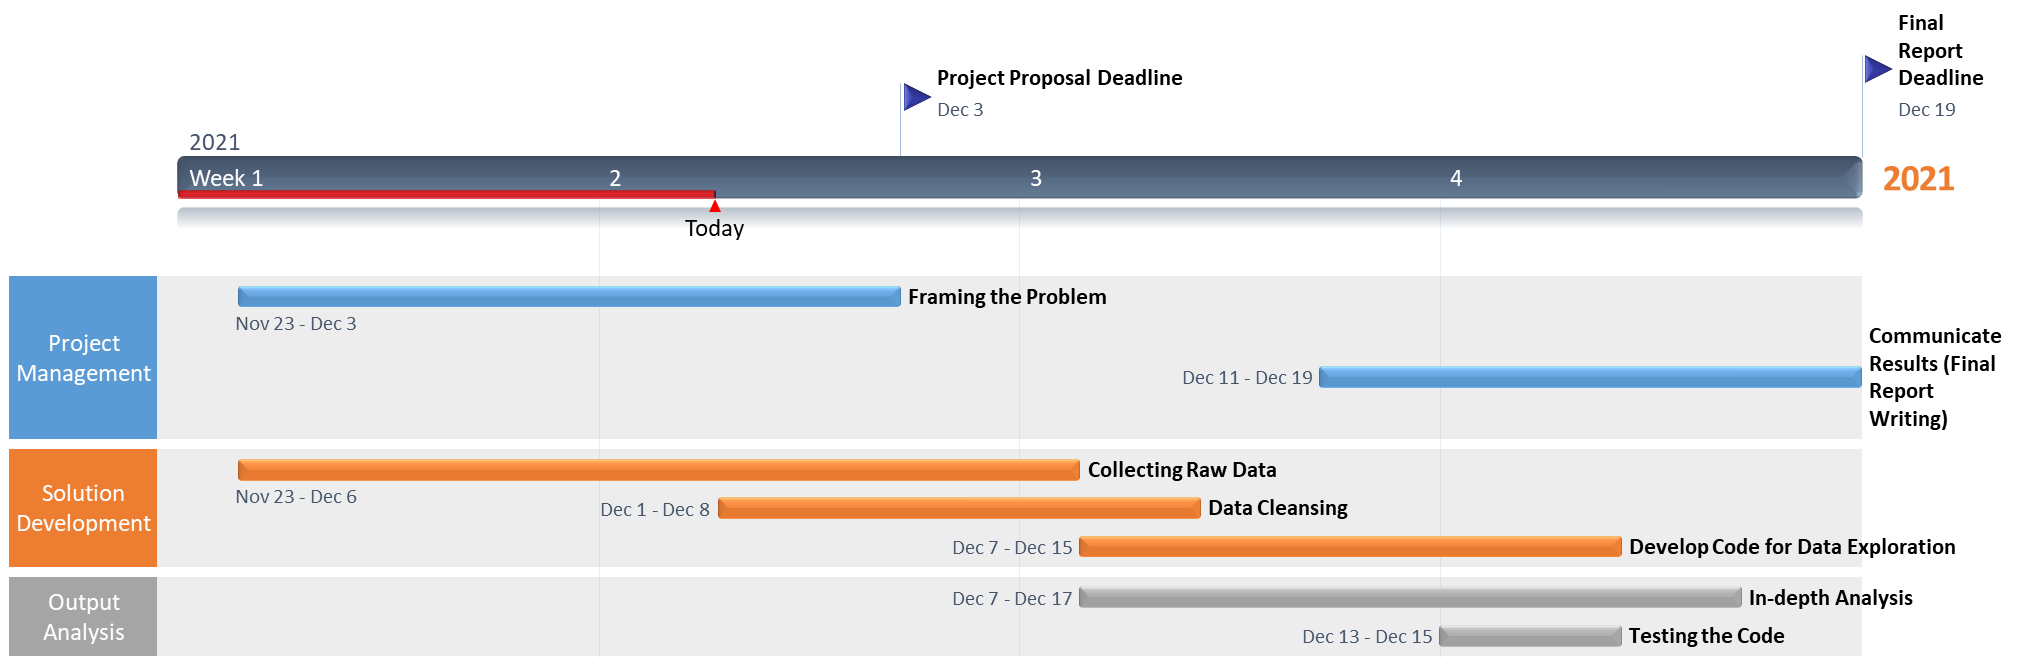 Final
Report
Deadline
Dec 19
Project Proposal Deadline
Dec 3
2021
Week 1 2 3 4
2021
Today
Project
Management
Framing the Problem
Nov 23 - Dec 3
Dec 11 - Dec 19
Communicate
Results (Final
Report
Writing)
Solution
Development
Collecting Raw Data
Nov 23 - Dec 6
Dec 1 - Dec 8
Data Cleansing
Dec 7 - Dec 15
Develop Code for Data Exploration
Output
Analysis
Dec 7 - Dec 17
In-depth Analysis
Dec 13 - Dec 15
Testing the Code